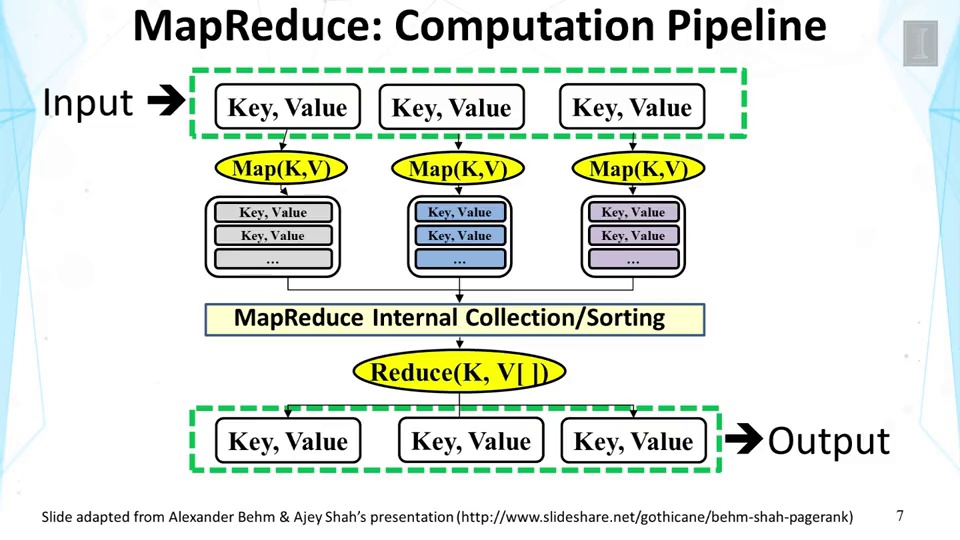 MapReduce: Computation Pipeline
Input ➔
Key, Value
Key, Value
Key, Value
Map(K,V)
Map(K,V)
Map(K,V)
Key, Value
Key, Value
…
Key, Value
Key, Value
…
Key, Value
Key, Value
…
MapReduce Internal Collection/Sorting
Reduce(K, V[ ])
Key, Value
Key, Value
Key, Value
➔Output
Slide adapted from Alexander Behm & Ajey Shah’s presentation (http://www.slideshare.net/gothicane/behm-shah-pagerank)
7